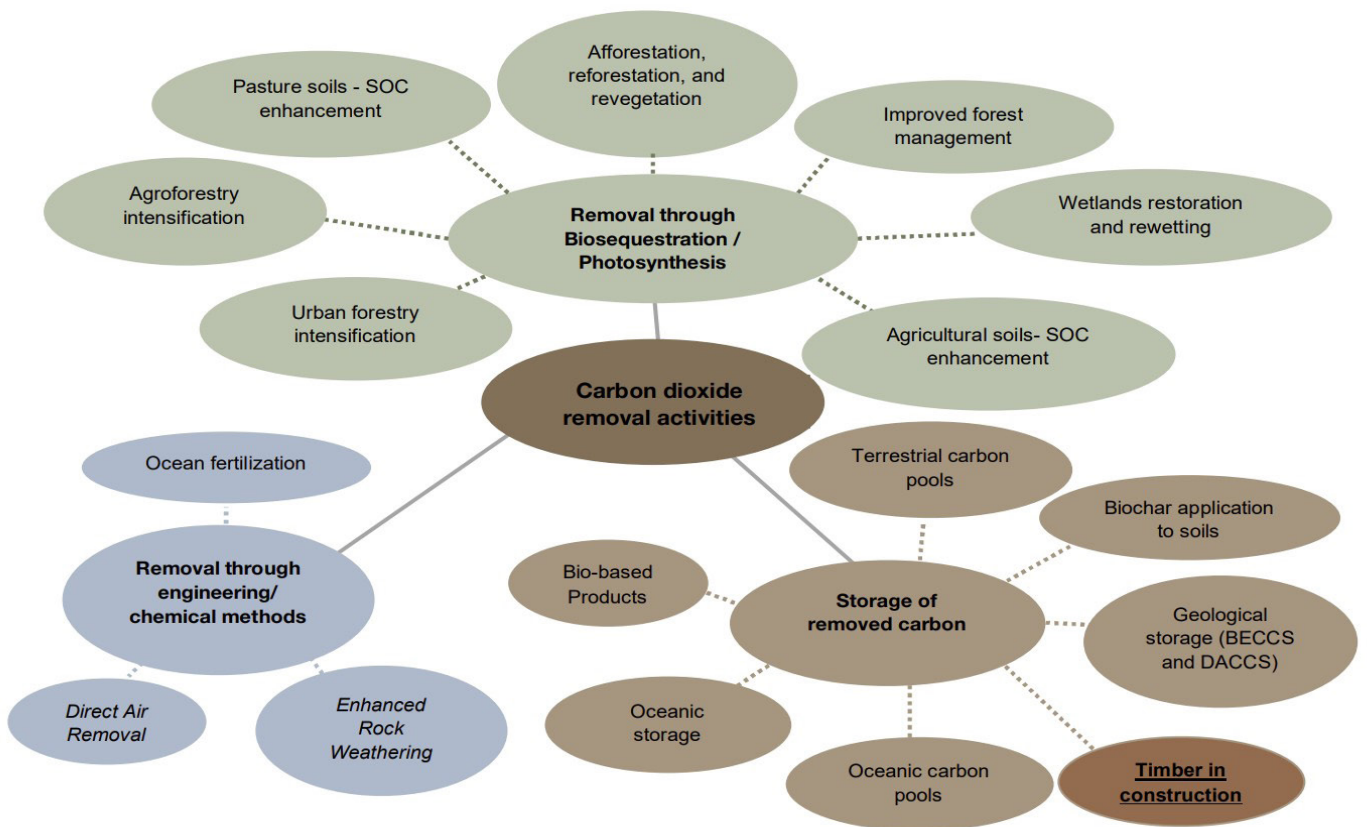 Afforestation,
reforestation, and
revegetation
Pasture soils - SOC
enhancement
Improved forest
management
Agroforestry
intensification
Removal through
Biosequestration /
Photosynthesis
Wetlands restoration
and rewetting
Urban forestry
intensification
Agricultural soils- SOC
enhancement
Carbon dioxide
removal activities
Ocean fertilization
Terrestrial carbon
pools
Biochar application
to soils
Removal through
engineering/
chemical methods
Bio-based
Products
Storage of
removed carbon
Geological
storage (BECCS
and DACCS)
Direct Air
Removal
Enhanced
Rock
Weathering
Oceanic
storage
Oceanic carbon
pools
Timber in
construction